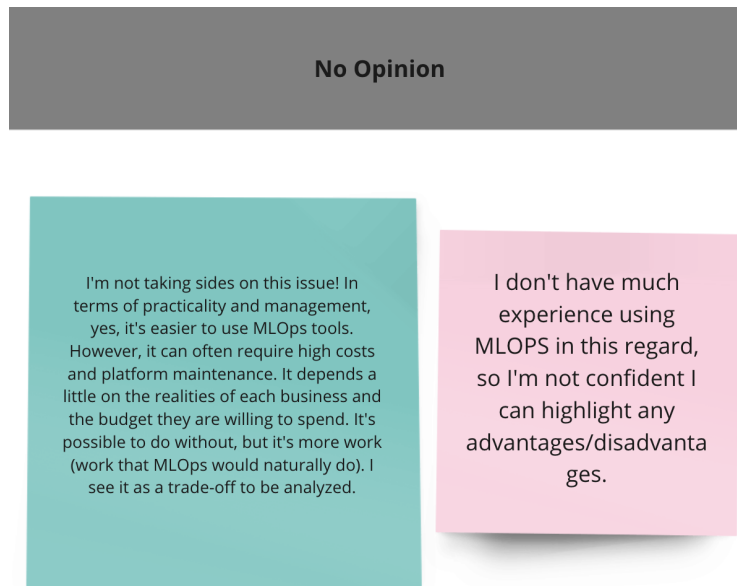 No Opinion
I'm not taking sides on this issue! In
terms of practicality and management,
yes, it's easier to use MLOps tools.
However, it can often require high costs
and platform maintenance. It depends a
little on the realities of each business and
the budget they are willing to spend. It's
possible to do without, but it's more work
(work that MLOps would naturally do). I
see it as a trade-off to be analyzed.
I don't have much
experience using
MLOPS in this regard,
so I'm not confident I
can highlight any
advantages/disadvanta
ges.